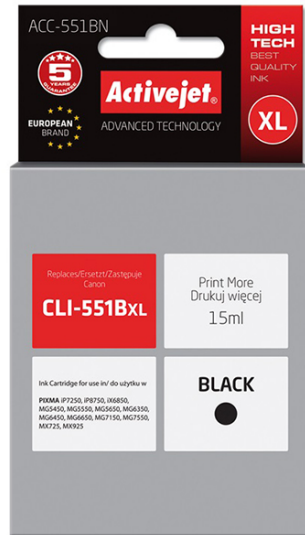 ACC-551BN
5
YEARS
GUARANTEE
EUROPEAN
BRAND
Activejet®
ADVANCED TECHNOLOGY
HIGH
TECH
BEST
QUALITY
INK
XL
Replaces/Ersetzt/Zastępuje
Canon
CLI-551BXL
Print More
Drukuj więcej
15ml
Ink Cartridge for use in/ do użytku w
PIXMA iP7250, iP8750, iX6850,
MG5450, MG5550, MG5650, MG6350,
MG6450, MG6650, MG7150, MG7550,
MX725, MX925
BLACK